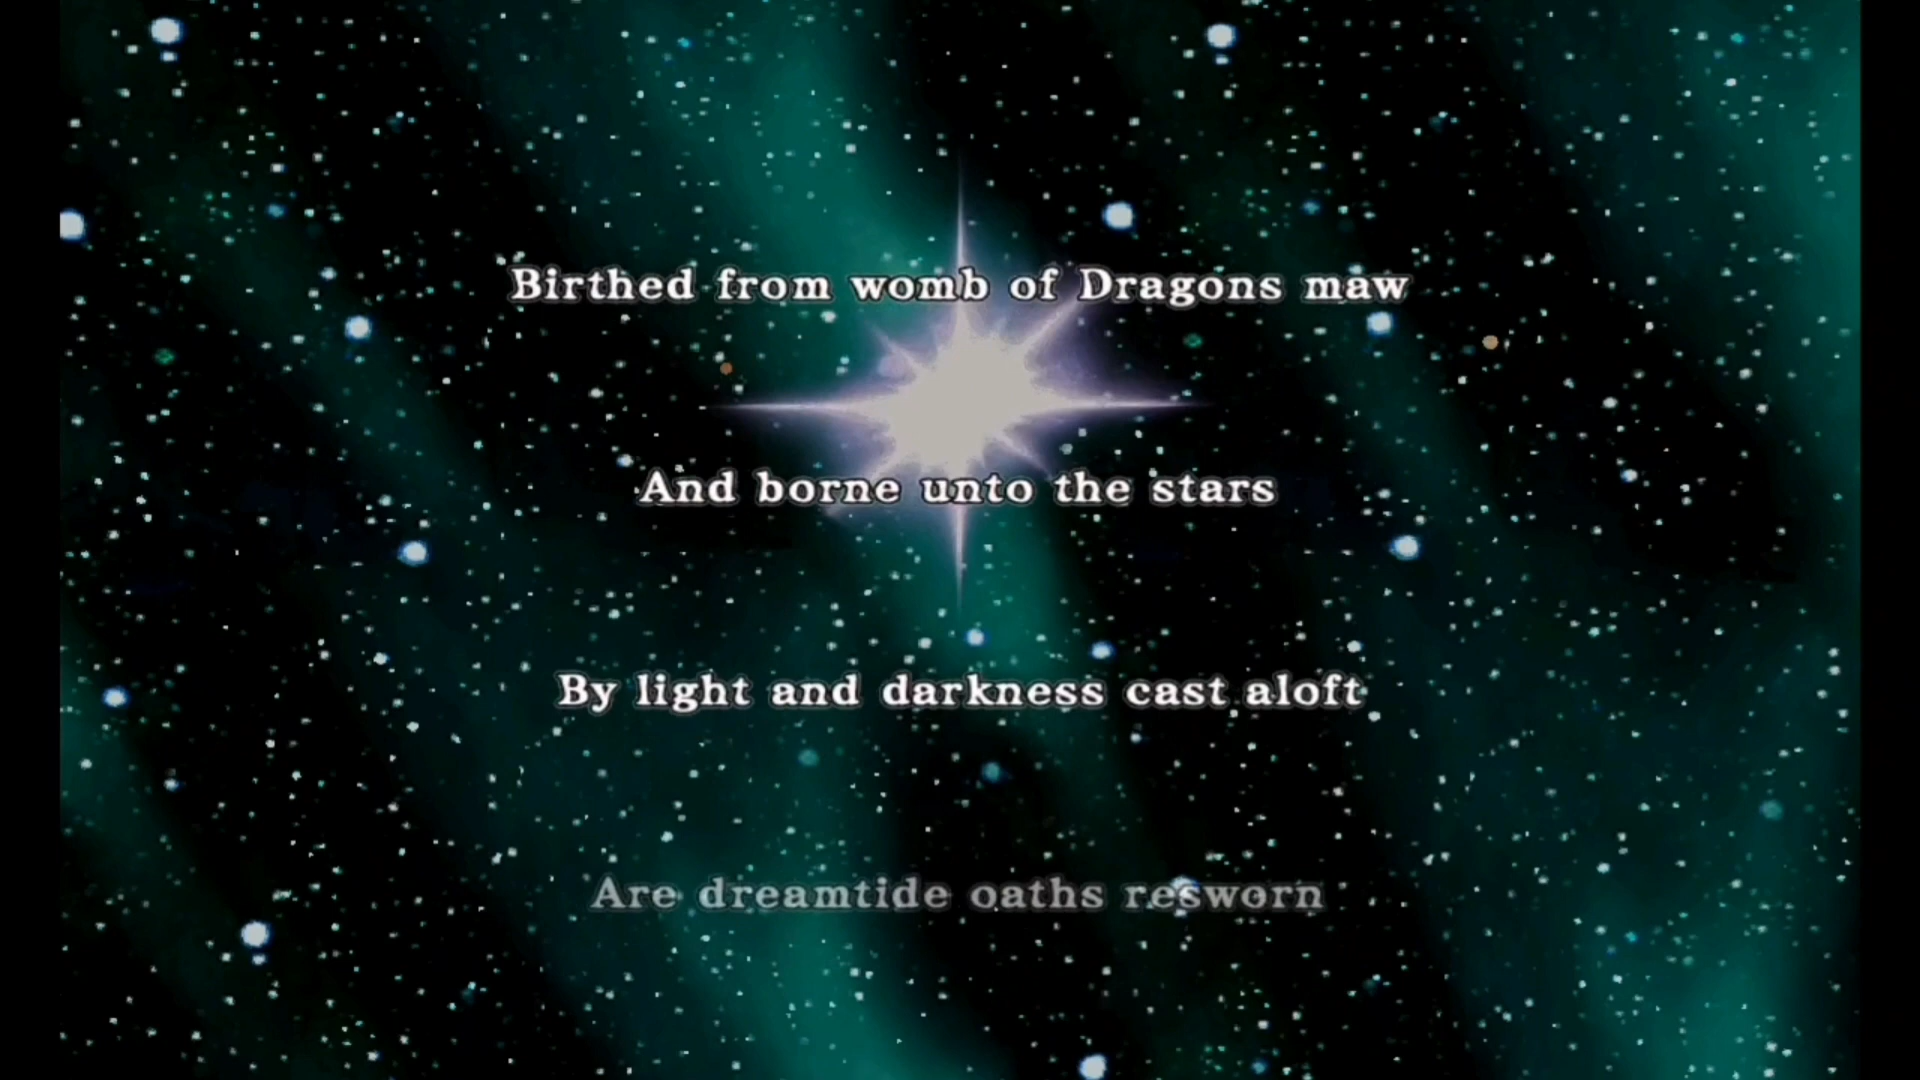 Birthed from womb of Dragons maw
And borne unto the stars
By light and darkness cast aloft
Are dreamtide oaths resworn